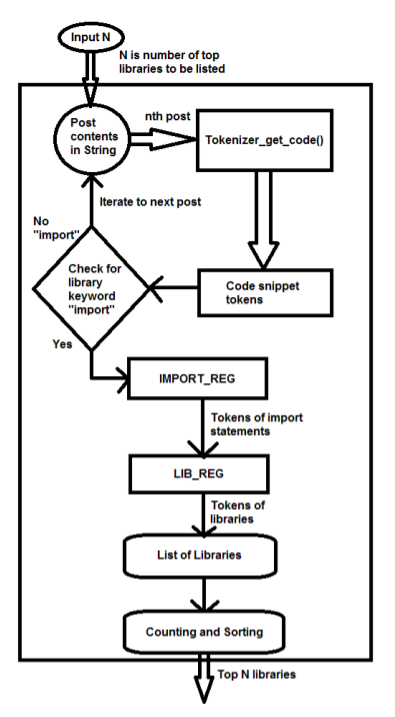 Input N
N is number of top
libraries to be listed
Post
contents
in String
nth post
Tokenizer_get_code()
Iterate to next post
No
"import"
Check for
library
keyword
"import"
Code snippet
tokens
Yes
IMPORT_REG
Tokens of import
statements
LIB_REG
Tokens of
libraries
List of Libraries
Counting and Sorting
Top N libraries